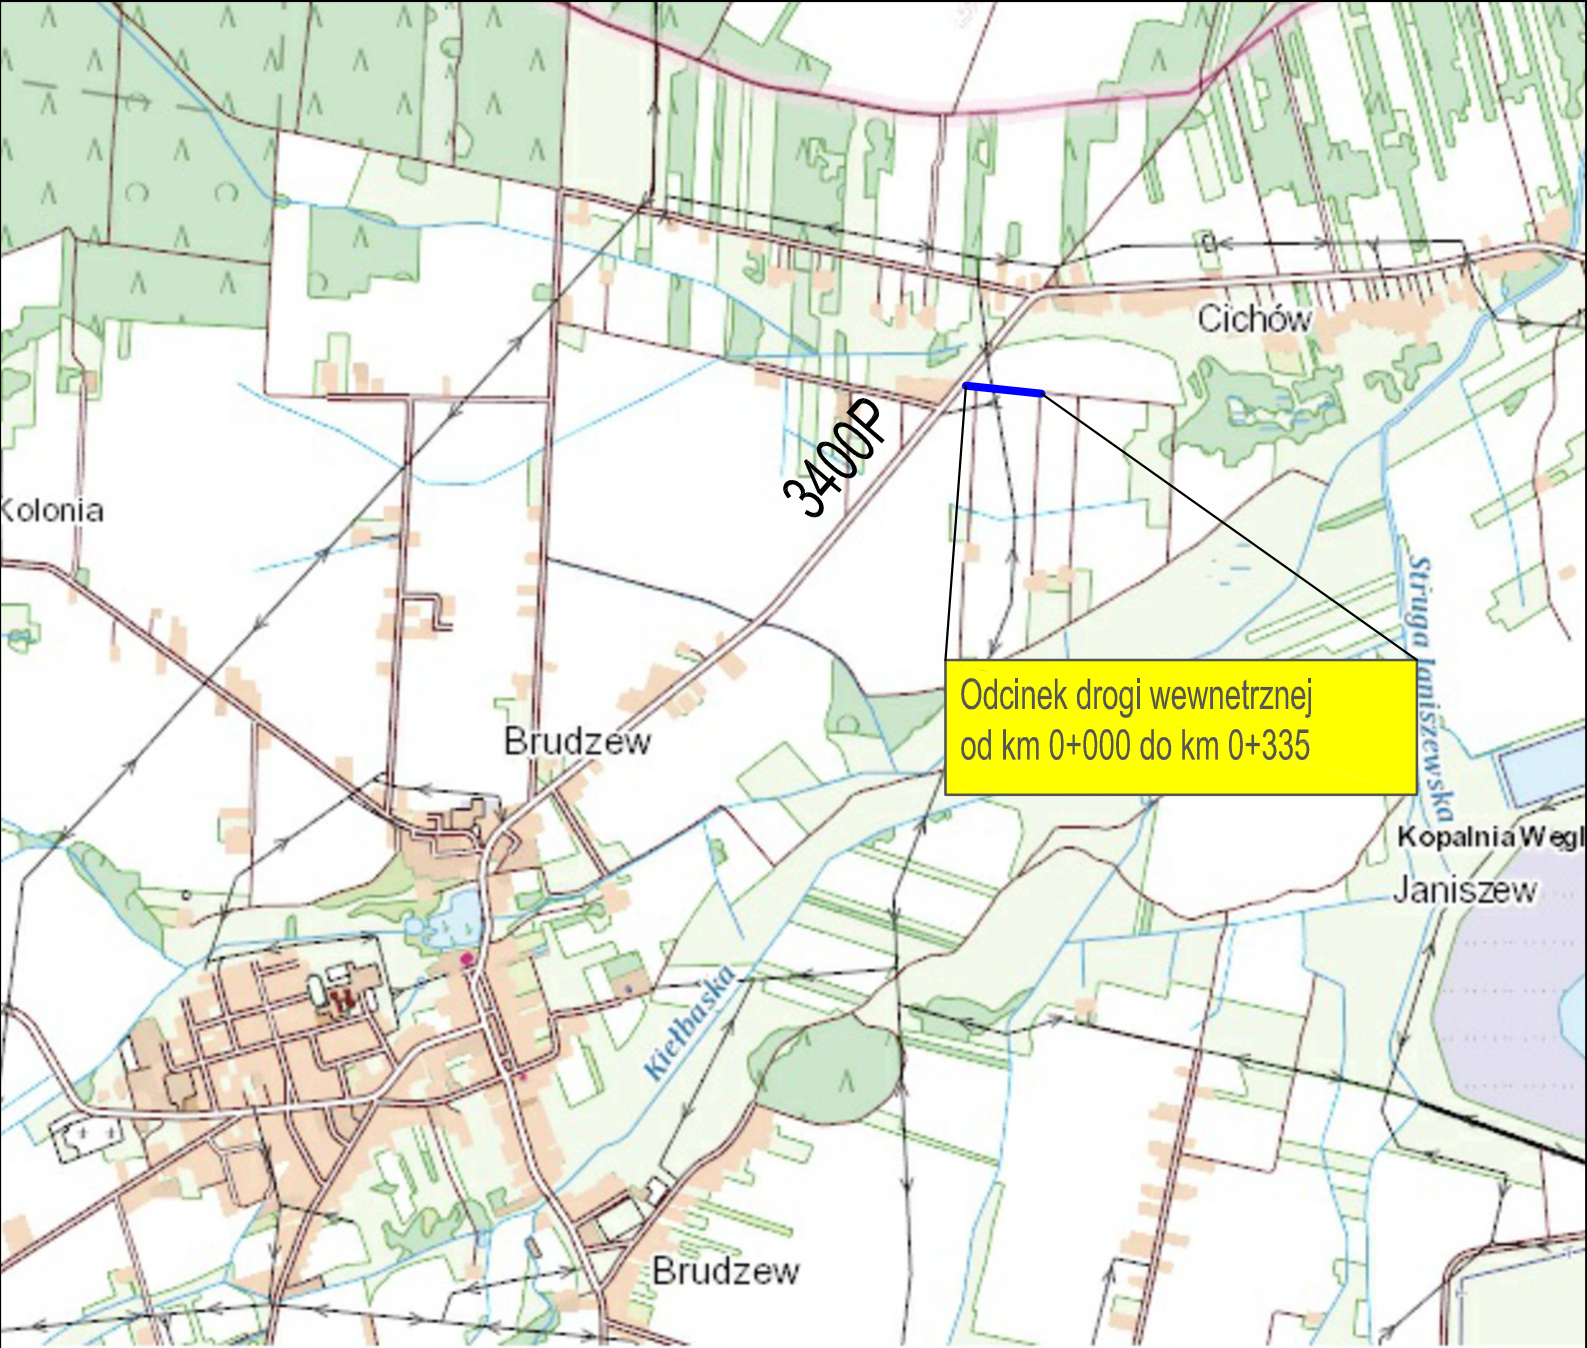 Cichów
3400P
Kolonia
Struga Janiszewska
Odcinek drogi wewnetrznej
od km 0+000 do km 0+335
Brudzew
Kopalnia Węgl
Janiszew
Kiełbaska
Brudzew